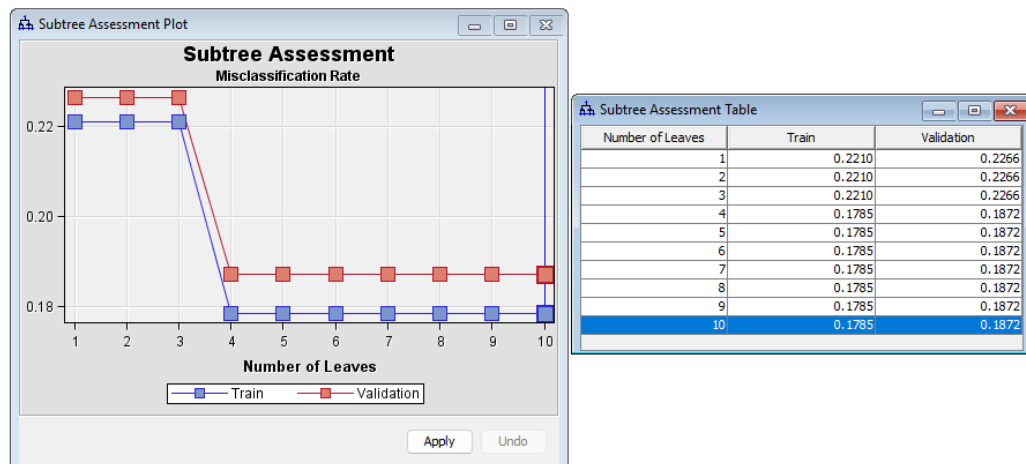 Subtree Assessment Plot
Subtree Assessment
Misclassification Rate
0.22
0.20
0.18
1 2 3 4 5 6 7 8 9 10
Number of Leaves
Train Validation
Apply Undo
Subtree Assessment Table
Number of Leaves Train Validation
1 0.2210 0.2266
2 0.2210 0.2266
3 0.2210 0.2266
4 0.1785 0.1872
5 0.1785 0.1872
6 0.1785 0.1872
7 0.1785 0.1872
8 0.1785 0.1872
9 0.1785 0.1872
10 0.1785 0.1872